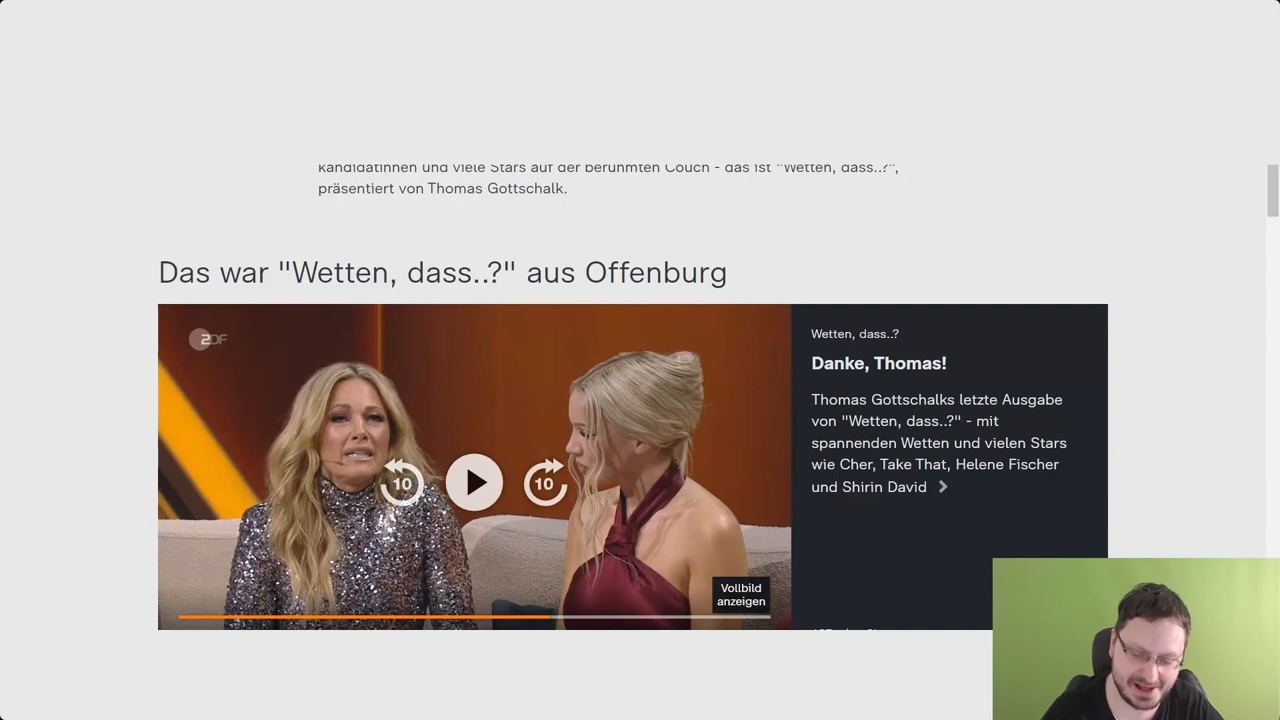 kandidatinnen und viele Stars auf der berühmten Couch - das ist "Wetten, dass..?",
präsentiert von Thomas Gottschalk.
Das war "Wetten, dass..?" aus Offenburg
ZDF
10
10
Vollbild
anzeigen
Wetten, dass..?
Danke, Thomas!
Thomas Gottschalks letzte Ausgabe
von "Wetten, dass..?" - mit
spannenden Wetten und vielen Stars
wie Cher, Take That, Helene Fischer
und Shirin David